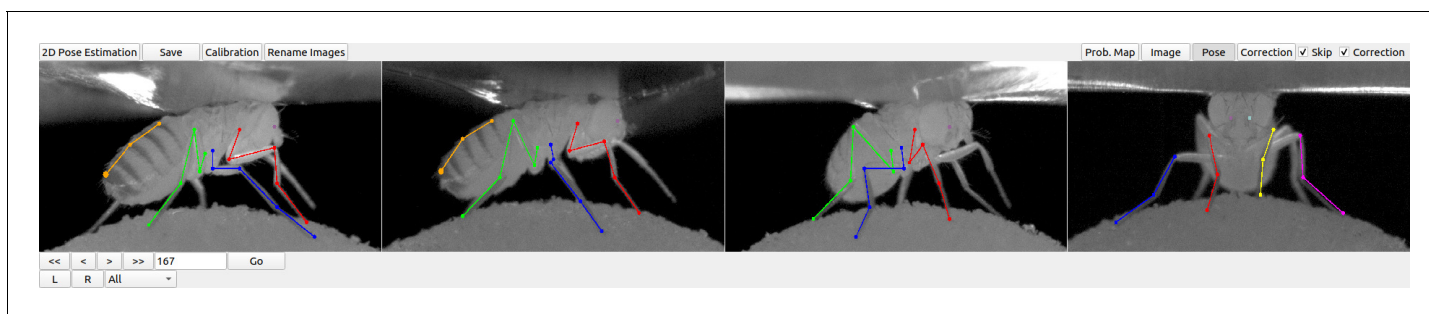 2D Pose Estimation Save Calibration Rename Images Prob. Map Image Pose Correction Skip Correction
<< < > >> 167 Go
L R All